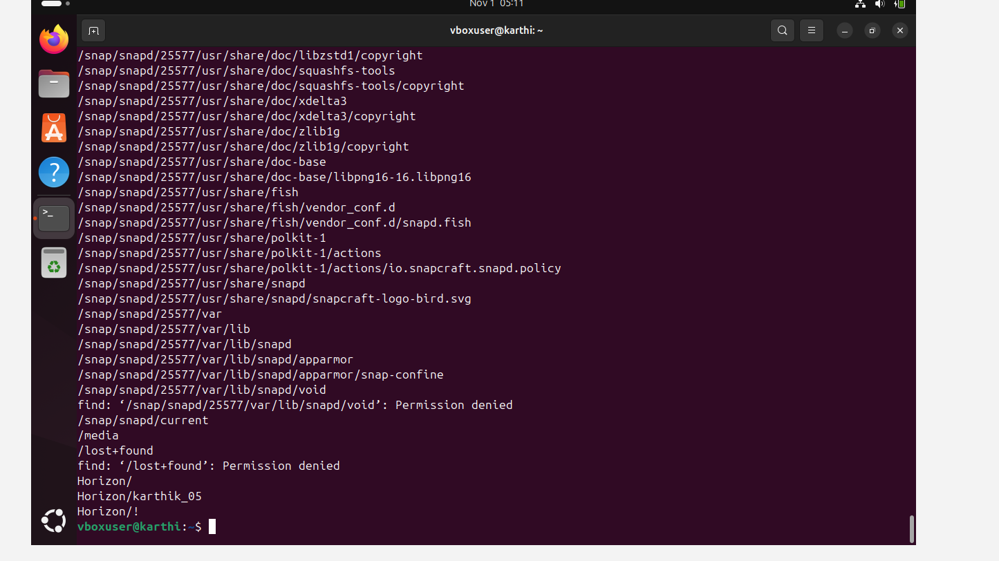 Nov 1 05:11
vboxuser@karthi: ~
/snap/snapd/25577/usr/share/doc/libzstd1/copyright
/snap/snapd/25577/usr/share/doc/squashfs-tools
/snap/snapd/25577/usr/share/doc/squashfs-tools/copyright
/snap/snapd/25577/usr/share/doc/xdelta3
/snap/snapd/25577/usr/share/doc/xdelta3/copyright
/snap/snapd/25577/usr/share/doc/zlib1g
/snap/snapd/25577/usr/share/doc/zlib1g/copyright
/snap/snapd/25577/usr/share/doc-base
/snap/snapd/25577/usr/share/doc-base/libpng16-16.libpng16
/snap/snapd/25577/usr/share/fish
/snap/snapd/25577/usr/share/fish/vendor_conf.d
/snap/snapd/25577/usr/share/fish/vendor_conf.d/snapd.fish
/snap/snapd/25577/usr/share/polkit-1
/snap/snapd/25577/usr/share/polkit-1/actions
/snap/snapd/25577/usr/share/polkit-1/actions/io.snapcraft.snapd.policy
/snap/snapd/25577/usr/share/snapd
/snap/snapd/25577/usr/share/snapd/snapcraft-logo-bird.svg
/snap/snapd/25577/var
/snap/snapd/25577/var/lib
/snap/snapd/25577/var/lib/snapd
/snap/snapd/25577/var/lib/snapd/apparmor
/snap/snapd/25577/var/lib/snapd/apparmor/snap-confine
/snap/snapd/25577/var/lib/snapd/void
find: ‘/snap/snapd/25577/var/lib/snapd/void’: Permission denied
/snap/snapd/current
/media
/lost+found
find: ‘/lost+found’: Permission denied
Horizon/
Horizon/karthik_05
Horizon/!
vboxuser@karthi:~$